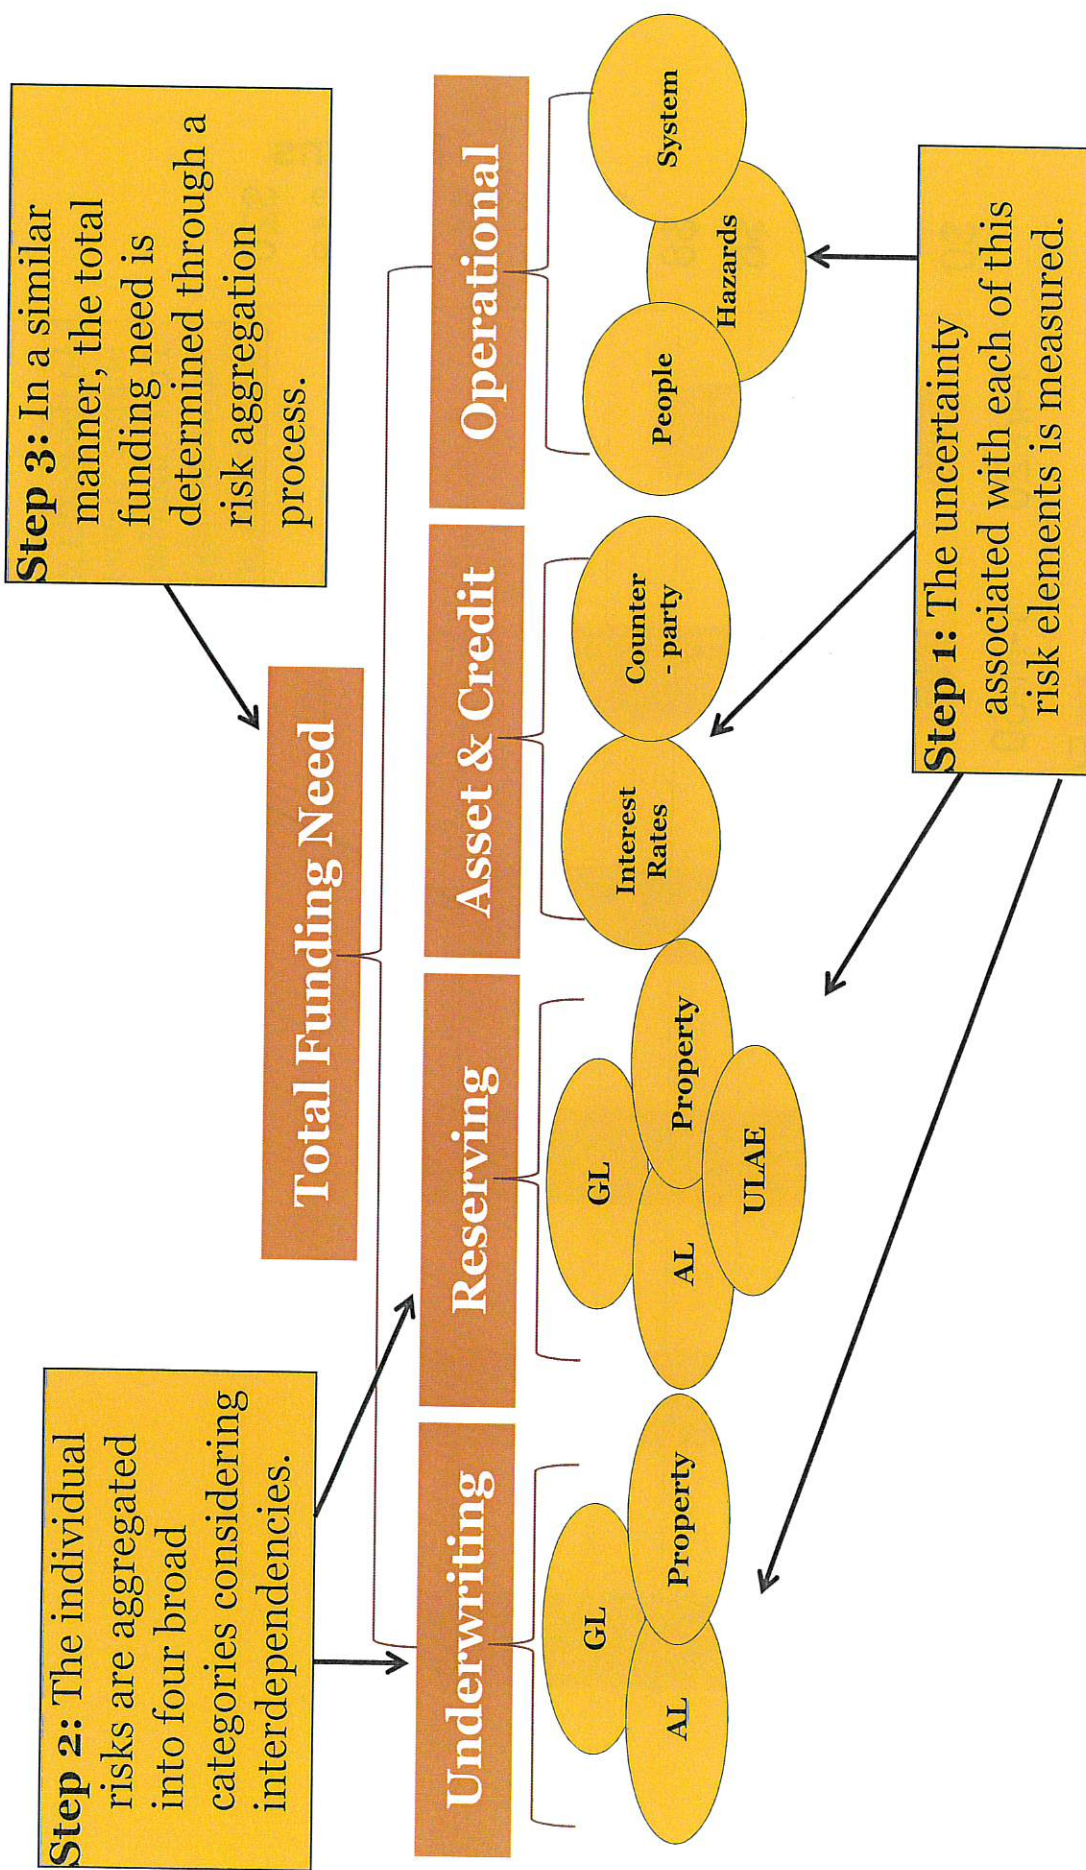 Step 2: The individual
risks are aggregated
into four broad
categories considering
interdependencies.
Step 3: In a similar
manner, the total
funding need is
determined through a
risk aggregation
process.
Total Funding Need
Underwriting
Reserving
Asset & Credit
Operational
GL
AL
Property
GL
AL
Property
ULAE
Interest
Rates
Counter
- party
People
Hazards
System
Step 1: The uncertainty
associated with each of this
risk elements is measured.